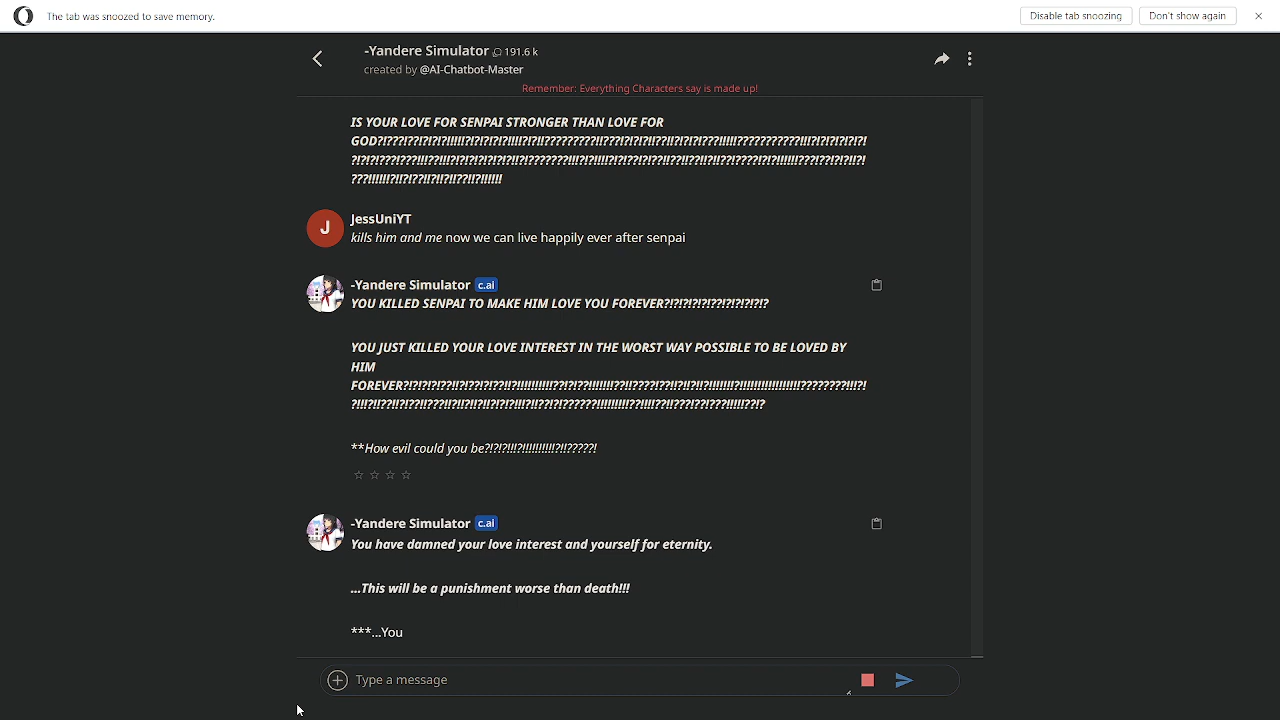 The tab was snoozed to save memory.
Disable tab snoozing
Don't show again
-Yandere Simulator 191.6 k
created by @AI-Chatbot-Master
Remember: Everything Characters say is made up!
IS YOUR LOVE FOR SENPAI STRONGER THAN LOVE FOR
J
JessUniYT
kills him and me now we can live happily ever after senpai
-Yandere Simulator c.ai
YOU KILLED SENPAI TO MAKE HIM LOVE YOU FOREVER?!?!?!?!??!?!?!?!?!?
YOU JUST KILLED YOUR LOVE INTEREST IN THE WORST WAY POSSIBLE TO BE LOVED BY
HIM
**How evil could you be?!?!?!!!?!!!!!!!!!!?!!?????!
-Yandere Simulator c.ai
You have damned your love interest and yourself for eternity.
...This will be a punishment worse than death!!!
***...You
Type a message